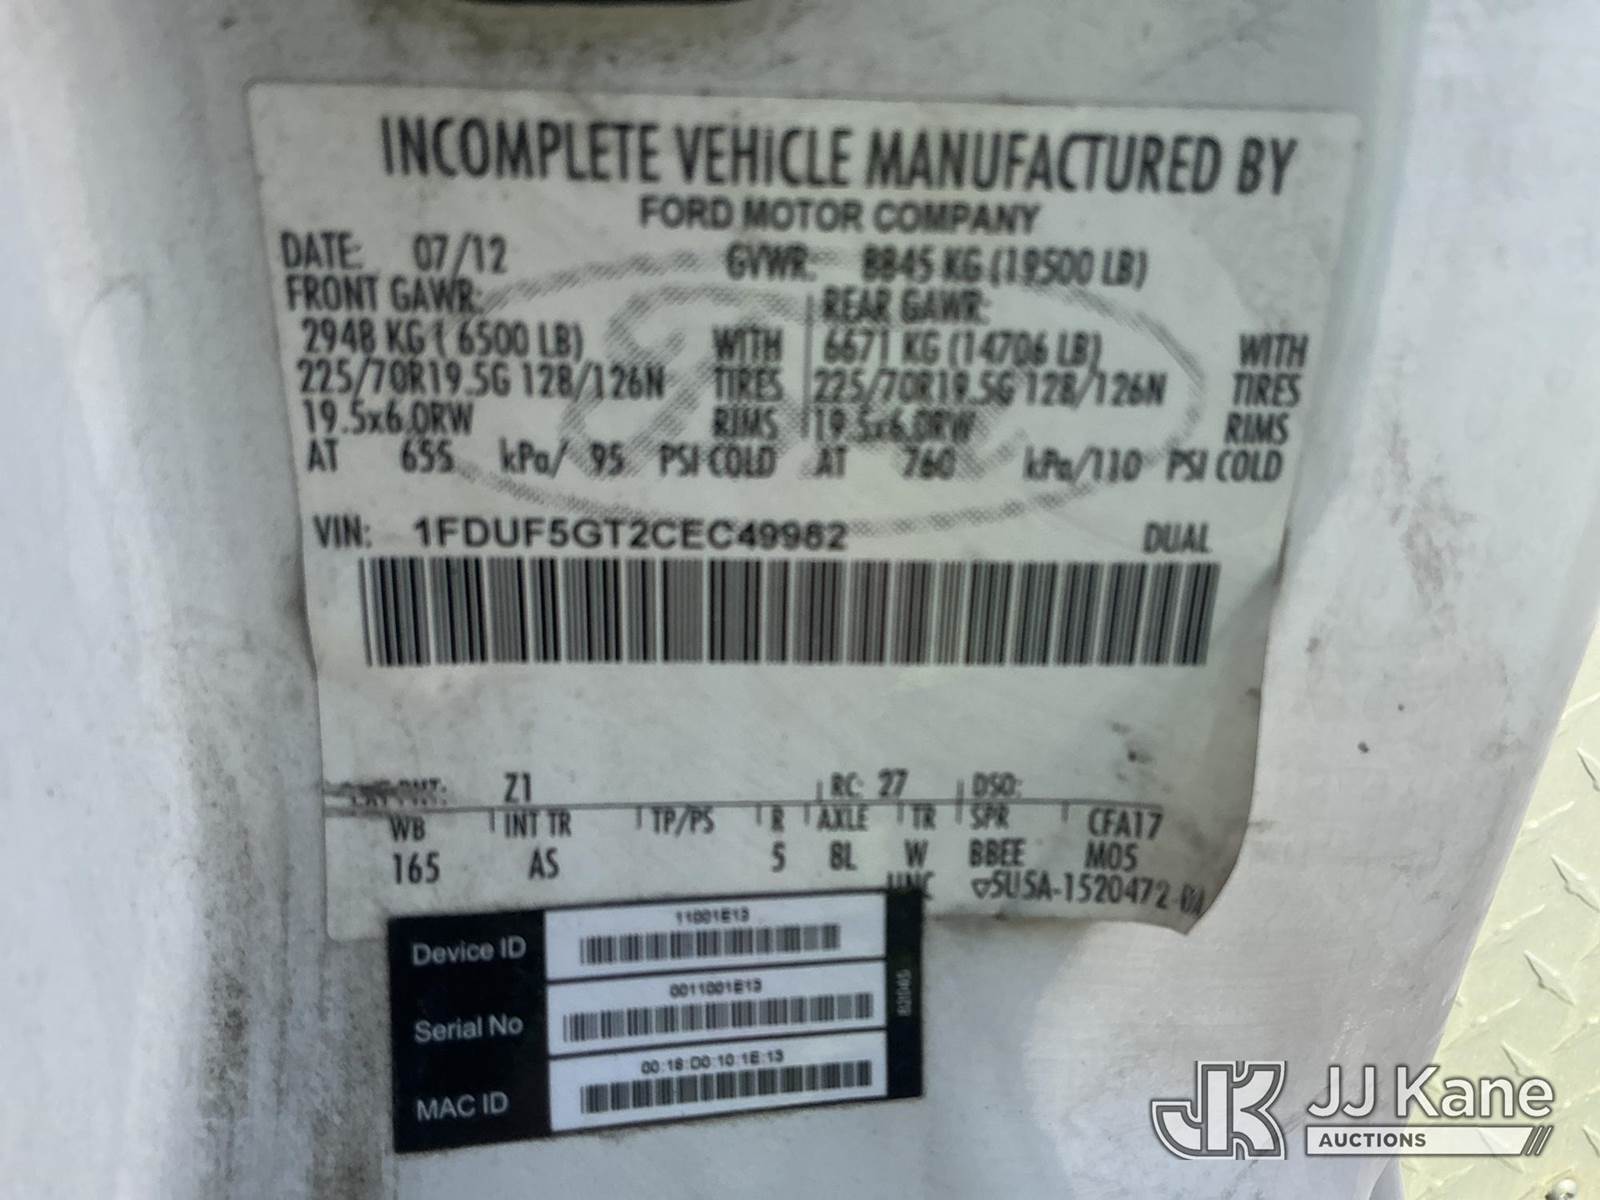 INCOMPLETE VEHICLE MANUFACTURED BY
FORD MOTOR COMPANY
DATE: 07/12 GVWR: 8845 KG (19500 LB)
FRONT GAWR: REAR GAWR:
2948 KG ( 6500 LB) WITH 6671 KG (14706 LB) WITH
225/70R19.5G 128/126N TIRES 225/70R19.5G 128/126N TIRES
19.5x6.0RW RIMS 19.5x6.0RW RIMS
AT 655 kPa/ 95 PSI COLD AT 760 kPa/110 PSI COLD
VIN: 1FDUF5GT2CEC49982 DUAL
PNT: Z1 RC: 27 DSO:
WB INT TR TP/PS R AXLE TR SPR CFA17
165 AS 5 8L W BBEE M05
UNC 5USA-1520472-
Device ID 11001E13
Serial No 0011001E13
MAC ID 00:18:D0:10:1E:13
JJ Kane
AUCTIONS